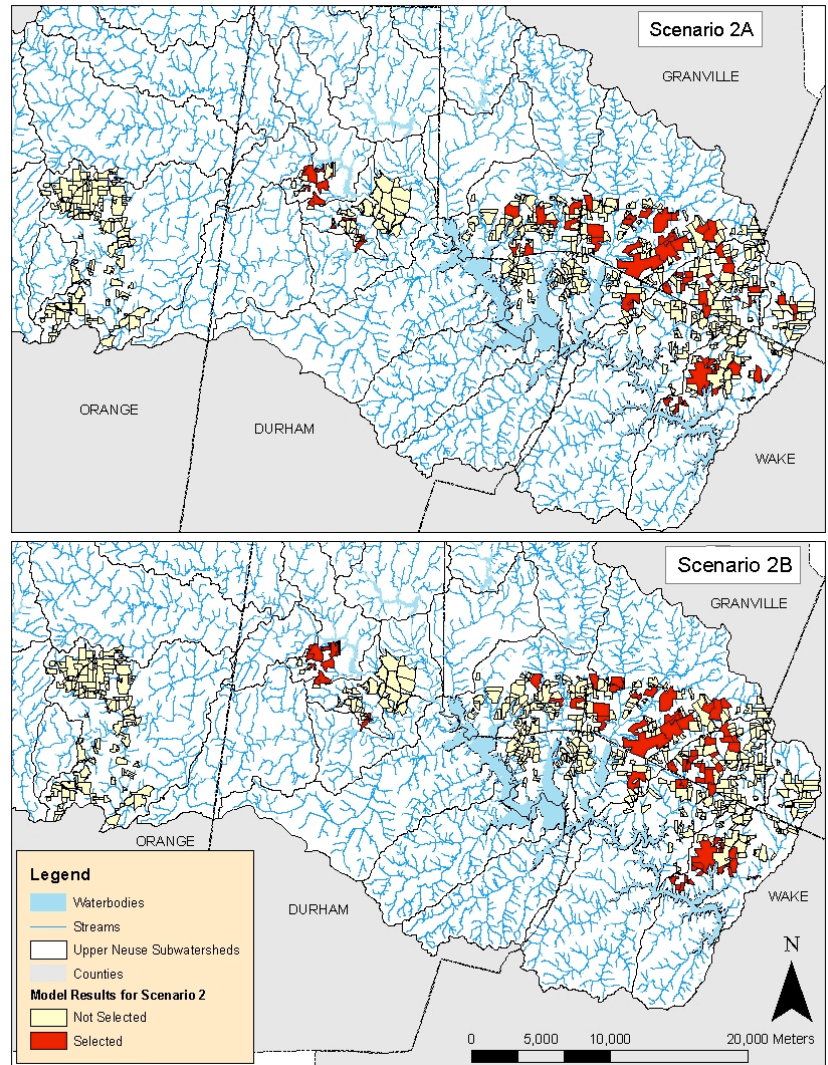 Scenario 2A
GRANVILLE
ORANGE
DURHAM
WAKE
Scenario 2B
GRANVILLE
ORANGE
DURHAM
WAKE
Legend
Waterbodies
Streams
Upper Neuse Subwatersheds
Counties
Model Results for Scenario 2
Not Selected
Selected
N
0 5,000 10,000 20,000 Meters